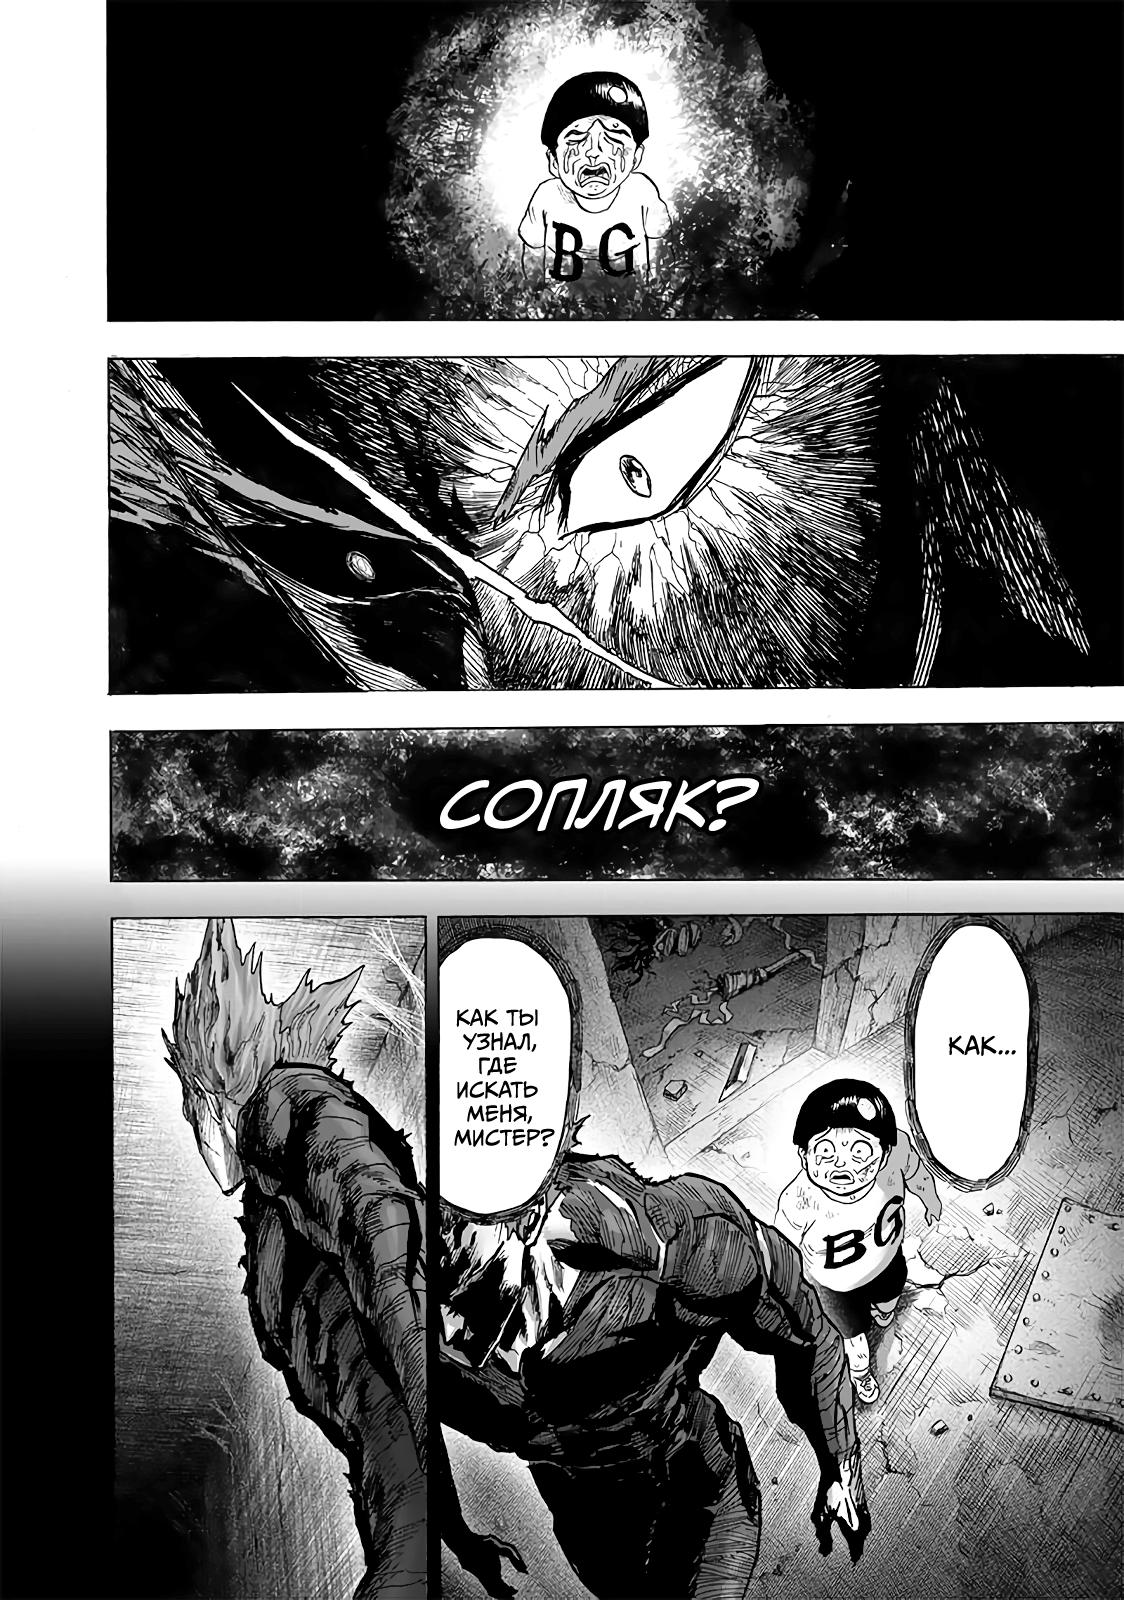 BG
СОПЛЯК?
КАК...
BG
КАК ТЫ
УЗНАЛ,
ГДЕ
ИСКАТЬ
МЕНЯ,
МИСТЕР?